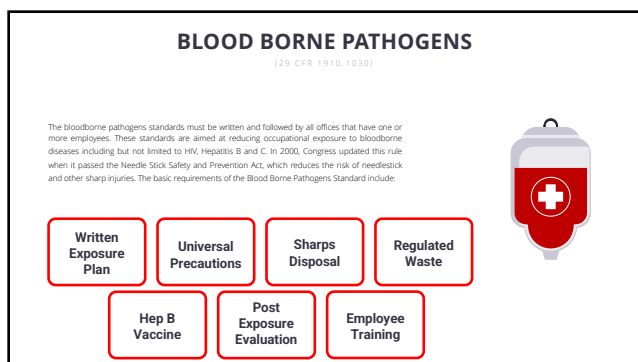 BLOOD BORNE PATHOGENS
(29 CFR 1910.1030)
The bloodborne pathogens standards must be written and followed by all offices that have one or
more employees. These standards are aimed at reducing occupational exposure to bloodborne
diseases including but not limited to HIV, Hepatitis B and C. In 2000, Congress updated this rule
when it passed the Needle Stick Safety and Prevention Act, which reduces the risk of needlestick
and other sharp injuries. The basic requirements of the Blood Borne Pathogens Standard include:
Written
Exposure
Plan
Universal
Precautions
Sharps
Disposal
Regulated
Waste
Hep B
Vaccine
Post
Exposure
Evaluation
Employee
Training